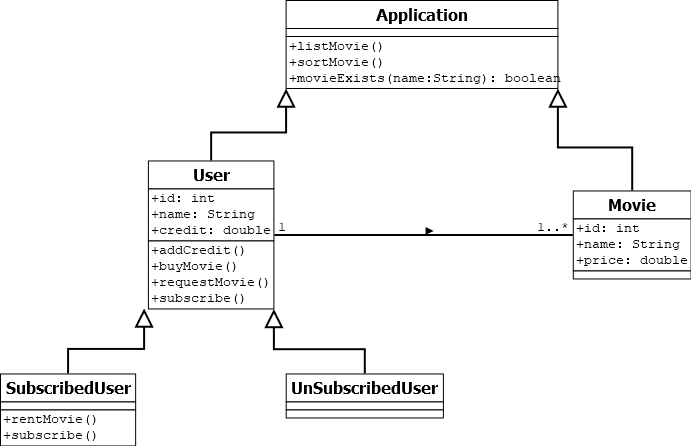 Application
+listMovie()
+sortMovie()
+movieExists(name:String): boolean
User
+id: int
+name: String
+credit: double
+addCredit()
+buyMovie()
+requestMovie()
+subscribe()
1
1..*
Movie
+id: int
+name: String
+price: double
SubscribedUser
+rentMovie()
+subscribe()
UnSubscribedUser